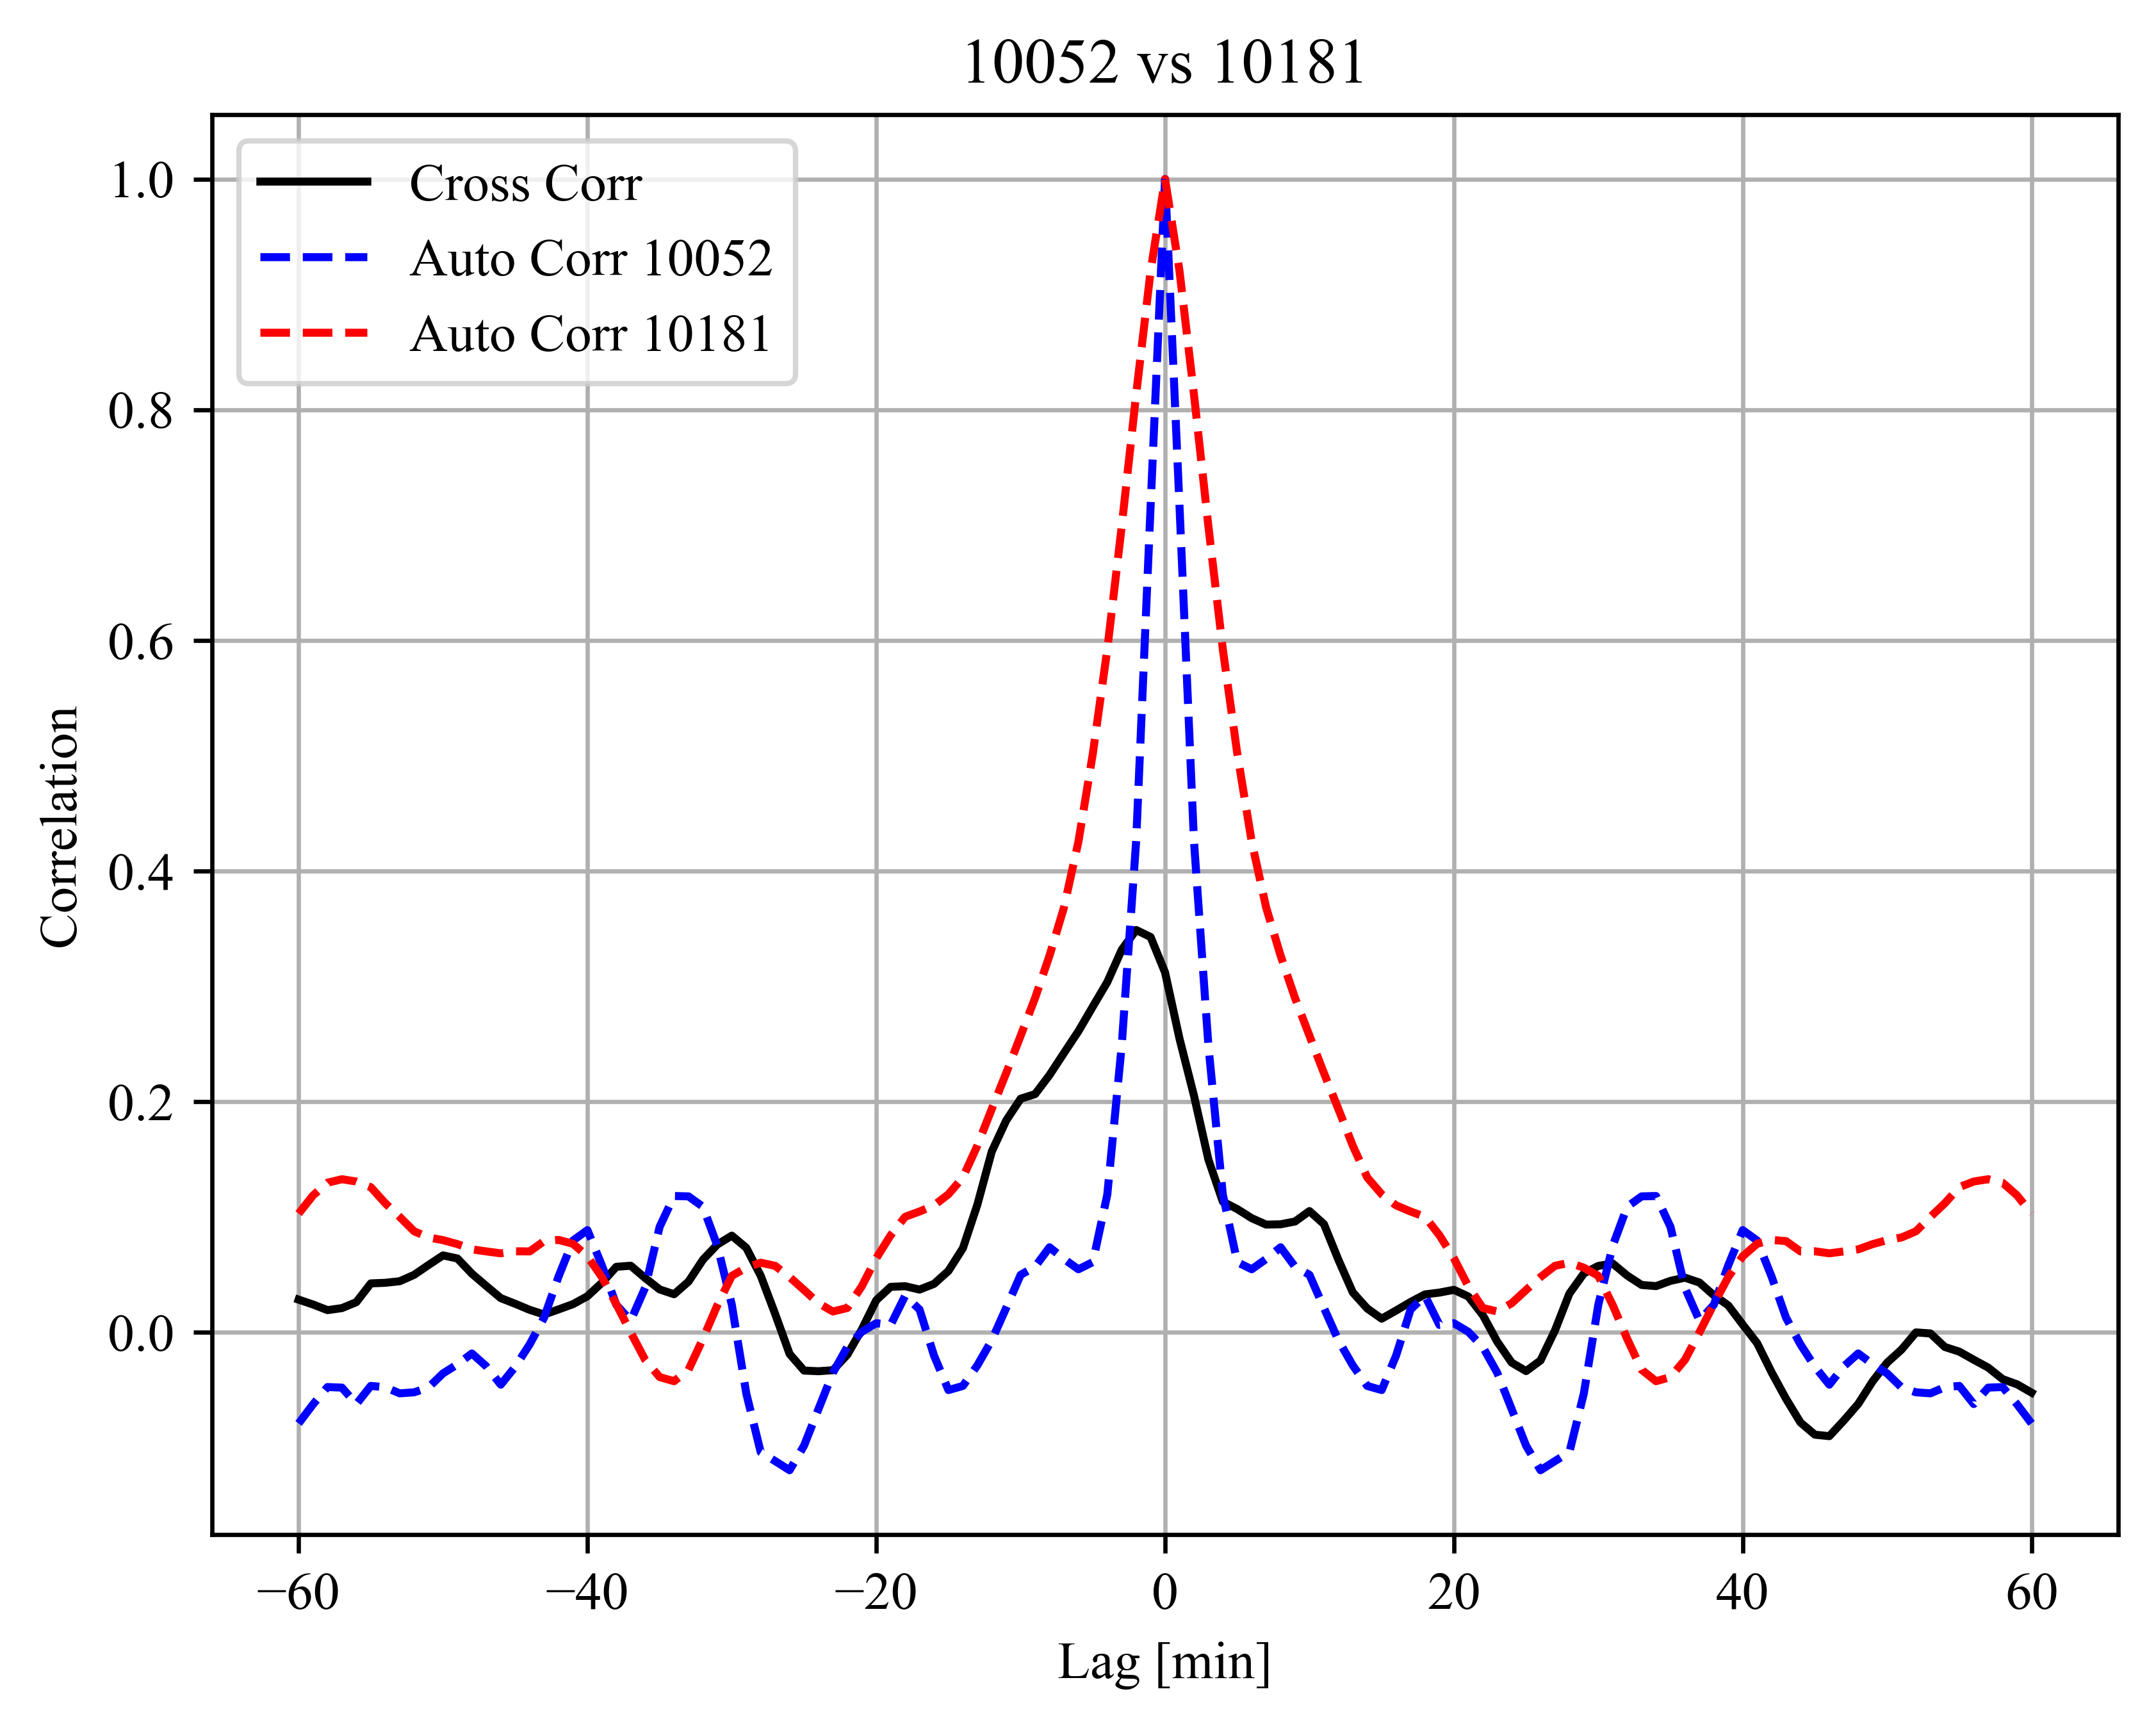 10052 vs 10181
Cross Corr
Auto Corr 10052
Auto Corr 10181
1.0
0.8
0.6
0.4
0.2
0.0
Correlation
−60
−40
−20
0
20
40
60
Lag [min]